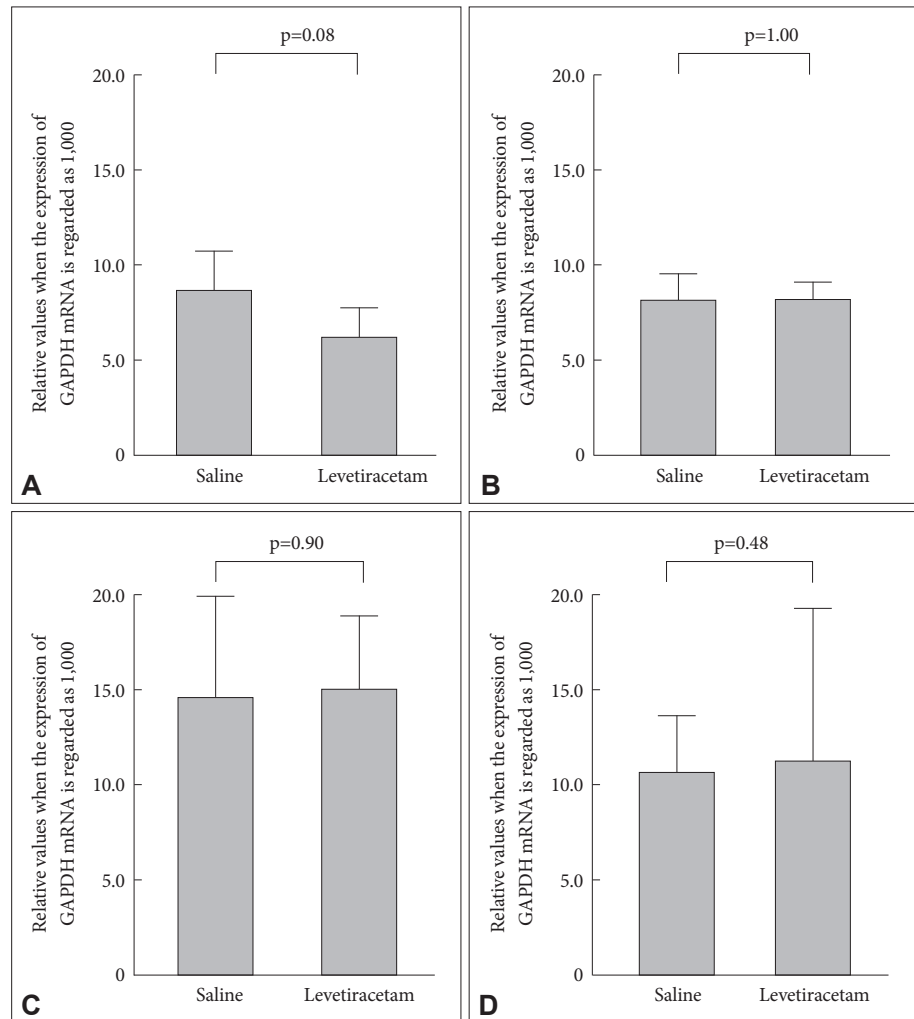 p=0.08
Relative values when the expression of
GAPDH mRNA is regarded as 1,000
20.0
15.0
10.0
5.0
0
Saline
Levetiracetam
A
p=1.00
Relative values when the expression of
GAPDH mRNA is regarded as 1,000
20.0
15.0
10.0
5.0
0
Saline
Levetiracetam
B
p=0.90
Relative values when the expression of
GAPDH mRNA is regarded as 1,000
20.0
15.0
10.0
5.0
0
Saline
Levetiracetam
C
p=0.48
Relative values when the expression of
GAPDH mRNA is regarded as 1,000
20.0
15.0
10.0
5.0
0
Saline
Levetiracetam
D